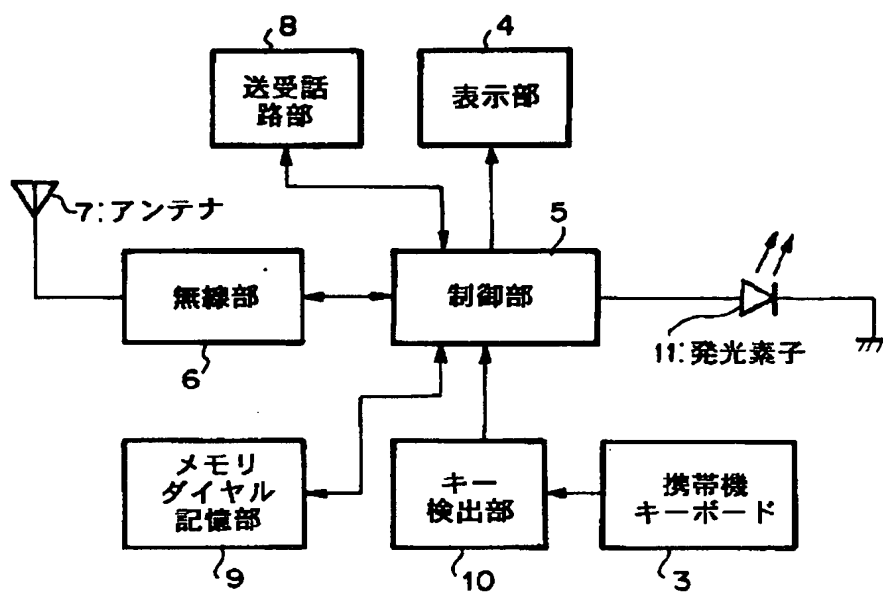 8
4
送受話
路部
表示部
7:アンテナ
5
無線部
制御部
6
11:発光素子
メモリ
ダイヤル
記憶部
キー
検出部
携帯機
キーボード
9
10
3